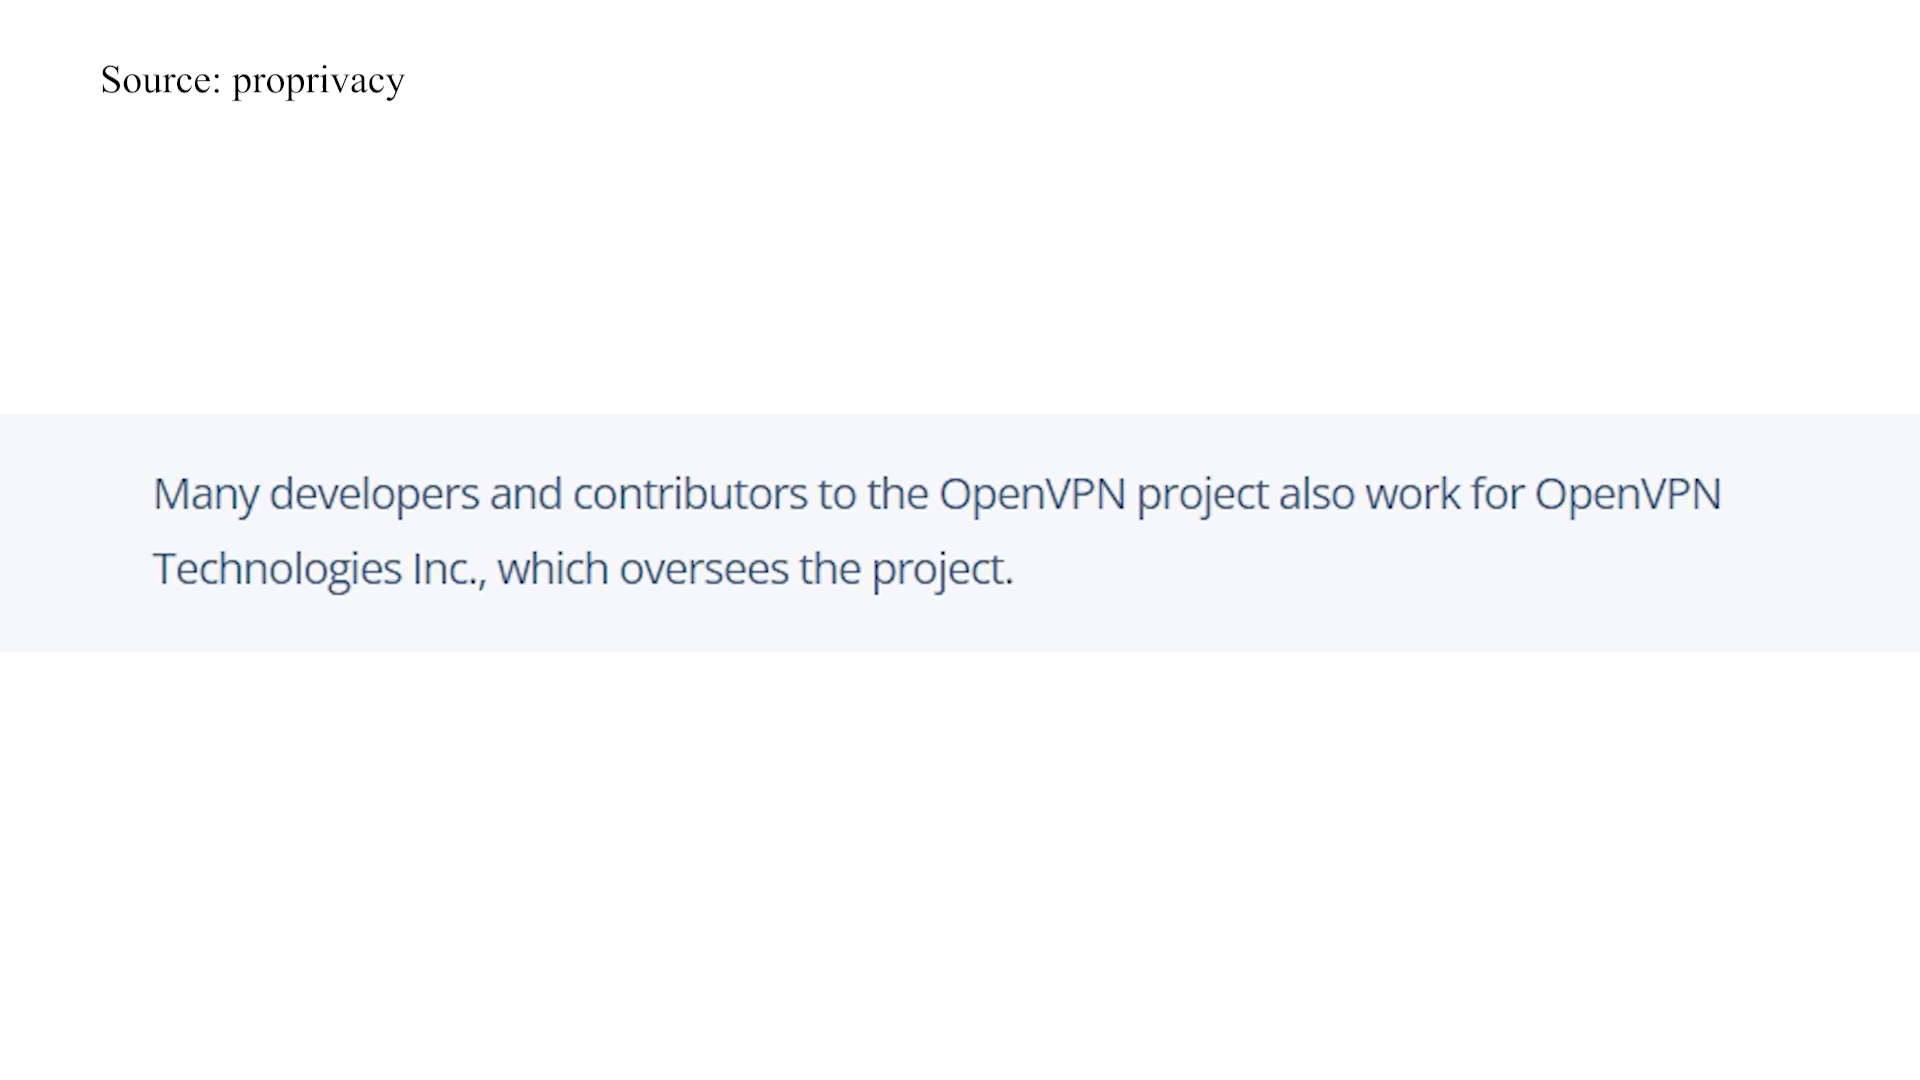 Source: proprivacy
Many developers and contributors to the OpenVPN project also work for OpenVPN
Technologies Inc., which oversees the project.